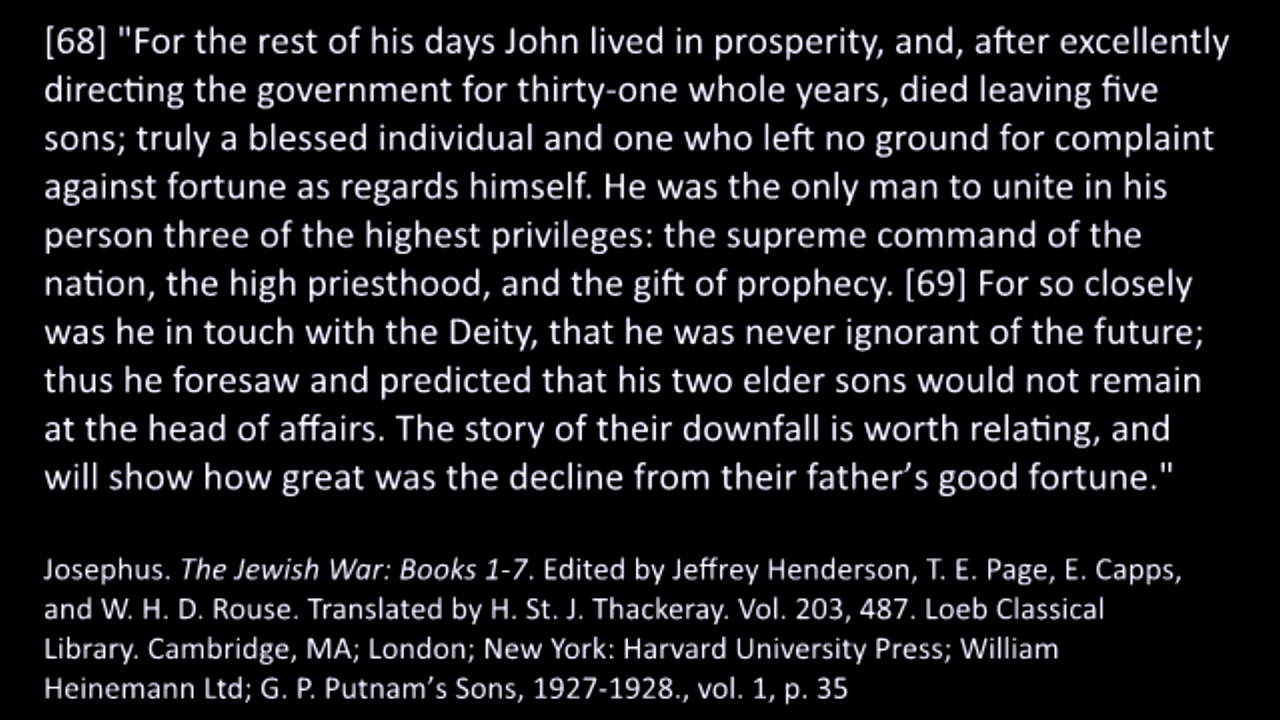 [68] "For the rest of his days John lived in prosperity, and, after excellently
directing the government for thirty-one whole years, died leaving five
sons; truly a blessed individual and one who left no ground for complaint
against fortune as regards himself. He was the only man to unite in his
person three of the highest privileges: the supreme command of the
nation, the high priesthood, and the gift of prophecy. [69] For so closely
was he in touch with the Deity, that he was never ignorant of the future;
thus he foresaw and predicted that his two elder sons would not remain
at the head of affairs. The story of their downfall is worth relating, and
will show how great was the decline from their father’s good fortune."
Josephus. The Jewish War: Books 1-7. Edited by Jeffrey Henderson, T. E. Page, E. Capps,
and W. H. D. Rouse. Translated by H. St. J. Thackeray. Vol. 203, 487. Loeb Classical
Library. Cambridge, MA; London; New York: Harvard University Press; William
Heinemann Ltd; G. P. Putnam’s Sons, 1927-1928., vol. 1, p. 35